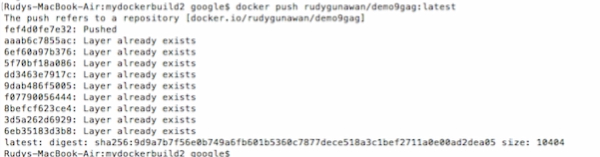 Rudys-MacBook-Air:mydockerbuild2 google$ docker push rudygunawan/demo9gag:latest
The push refers to a repository [docker.io/rudygunawan/demo9gag]
fef4d0fe7e32: Pushed
aaab6c7855ac: Layer already exists
6ef60a97b376: Layer already exists
5f70bf18a086: Layer already exists
dd3463e7917c: Layer already exists
9dab486f5005: Layer already exists
f07790056444: Layer already exists
8befcf623ce4: Layer already exists
3d5a262d6929: Layer already exists
6eb35183d3b8: Layer already exists
latest: digest: sha256:9d9a7b7f56e0b749a6fb601b5360c7877dece518a3c1bef2711a0e00ad2dea05 size: 10404
Rudys-MacBook-Air:mydockerbuild2 google$